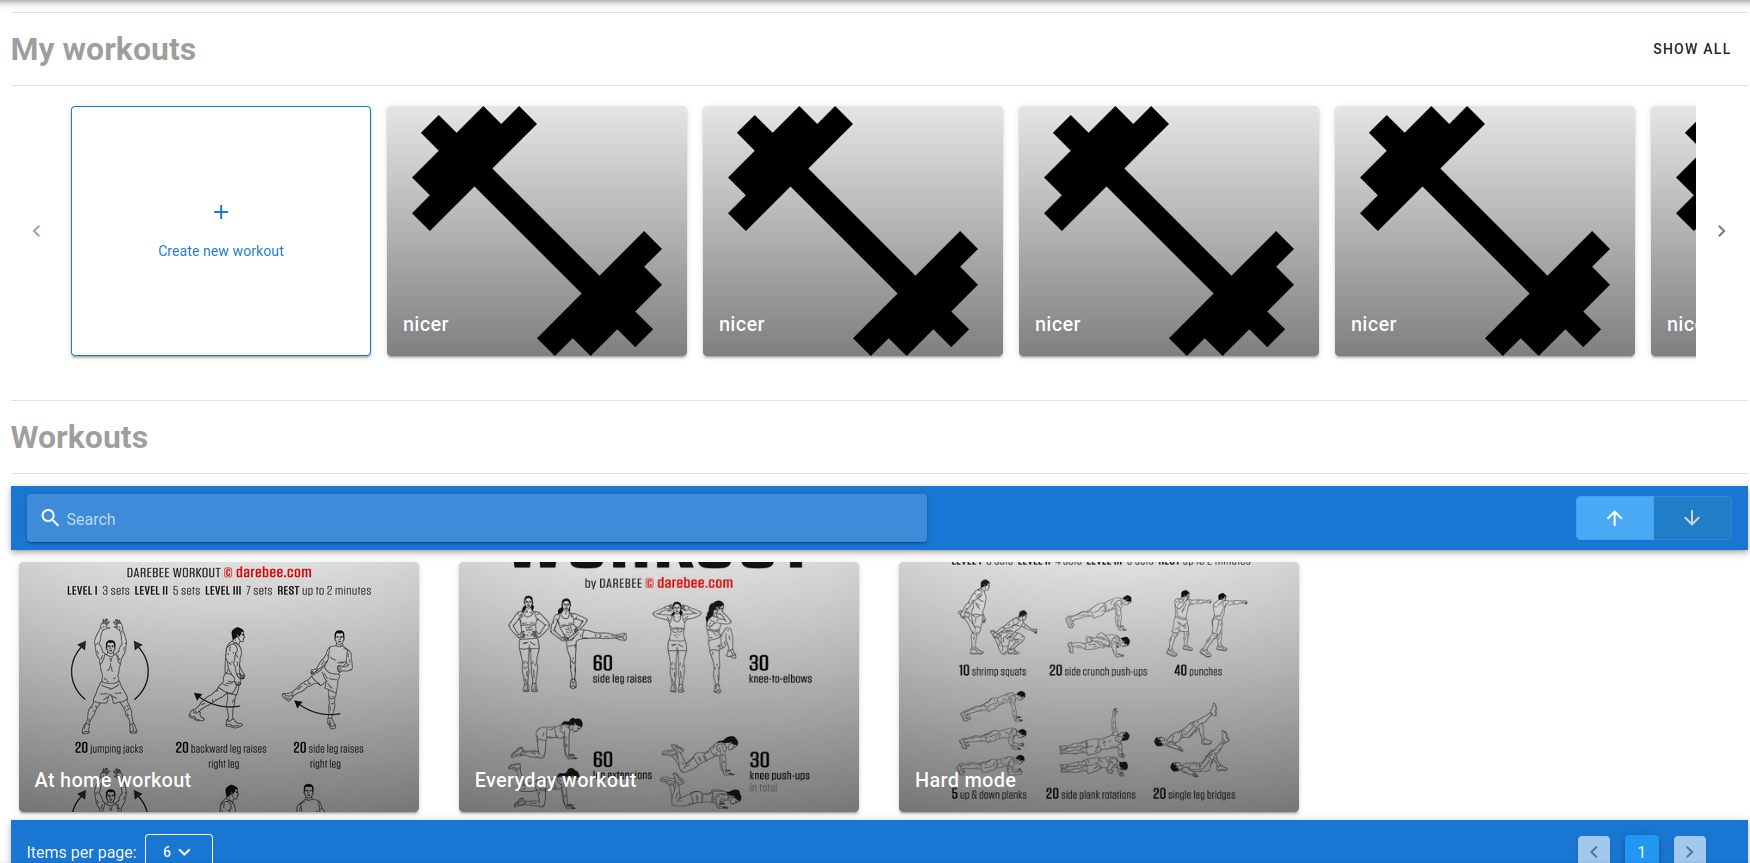 My workouts
SHOW ALL
Create new workout
nicer
nicer
nicer
nicer
Workouts
Search
DAREBEE WORKOUT © darebee.com
LEVEL I 3 sets LEVEL II 5 sets LEVEL III 7 sets REST up to 2 minutes
20 jumping jacks
20 backward leg raises
right leg
20 side leg raises
right leg
At home workout
WORKOUT
by DAREBEE © darebee.com
60
side leg raises
30
knee-to-elbows
60
30
knee push-ups
in total
Everyday workout
10 shrimp squats
20 side crunch push-ups
40 punches
5 up & down planks
20 side plank rotations
20 single leg bridges
Hard mode
Items per page:
6
1